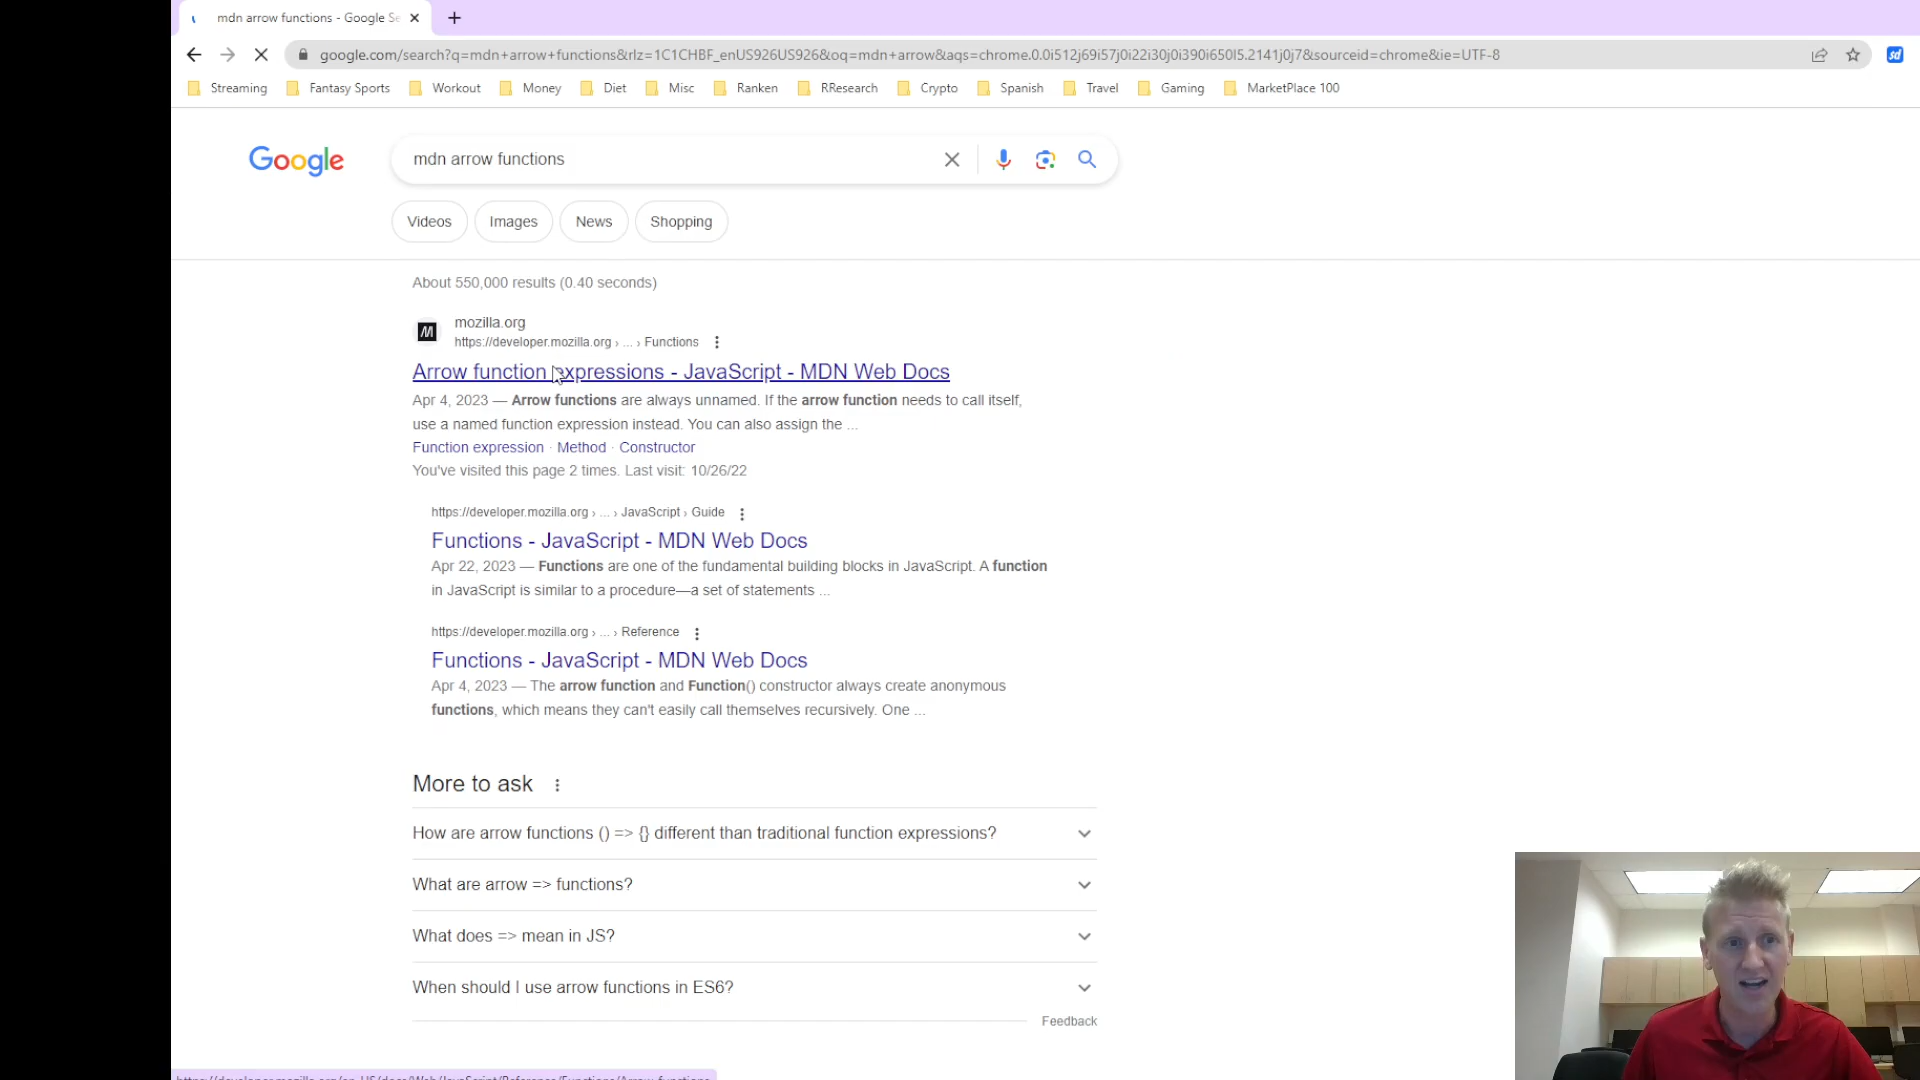 mdn arrow functions - Google Se
google.com/search?q=mdn+arrow+functions&rlz=1C1CHBF_enUS926US926&oq=mdn+arrow&aqs=chrome.0.0i512j69i57j0i22i30j0i390i650l5.2141j0j7&sourceid=chrome&ie=UTF-8
sd
Streaming Fantasy Sports Workout Money Diet Misc Ranken RResearch Crypto Spanish Travel Gaming MarketPlace 100
Google mdn arrow functions
Videos Images News Shopping
About 550,000 results (0.40 seconds)
mozilla.org
https://developer.mozilla.org › ... › Functions
Arrow function expressions - JavaScript - MDN Web Docs
Apr 4, 2023 — Arrow functions are always unnamed. If the arrow function needs to call itself,
use a named function expression instead. You can also assign the ...
Function expression · Method · Constructor
You've visited this page 2 times. Last visit: 10/26/22
https://developer.mozilla.org › ... › JavaScript › Guide
Functions - JavaScript - MDN Web Docs
Apr 22, 2023 — Functions are one of the fundamental building blocks in JavaScript. A function
in JavaScript is similar to a procedure—a set of statements ...
https://developer.mozilla.org › ... › Reference
Functions - JavaScript - MDN Web Docs
Apr 4, 2023 — The arrow function and Function() constructor always create anonymous
functions, which means they can't easily call themselves recursively. One ...
More to ask
How are arrow functions () => {} different than traditional function expressions?
What are arrow => functions?
What does => mean in JS?
When should I use arrow functions in ES6?
Feedback